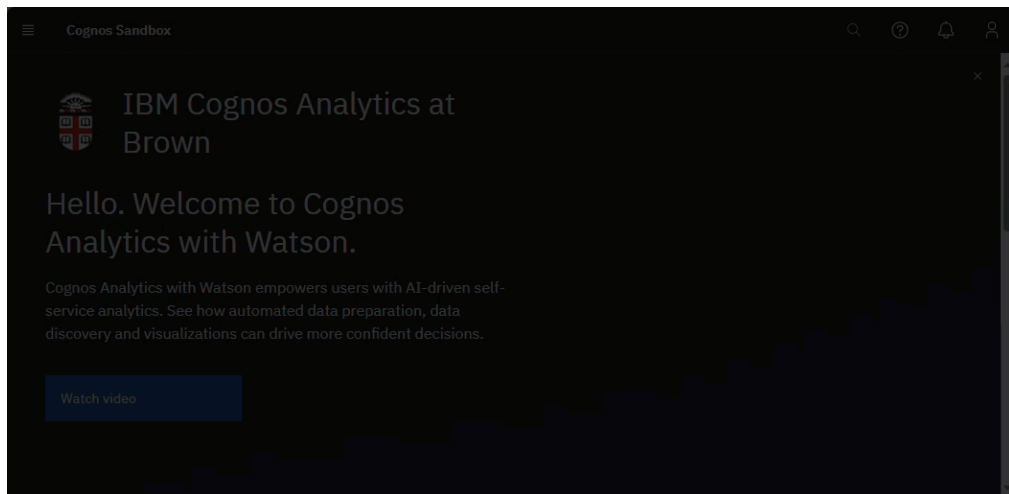 Cognos Sandbox
IBM Cognos Analytics at
Brown
Hello. Welcome to Cognos
Analytics with Watson.
Cognos Analytics with Watson empowers users with AI-driven self-
service analytics. See how automated data preparation, data
discovery and visualizations can drive more confident decisions.
Watch video